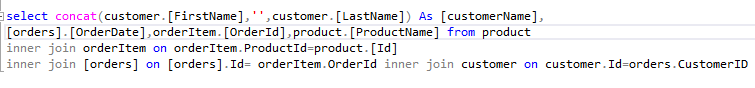 select concat(customer.[FirstName],'',customer.[LastName]) As [customerName],
[orders].[OrderDate],orderItem.[OrderId],product.[ProductName] from product
inner join orderItem on orderItem.ProductId=product.[Id]
inner join [orders] on [orders].Id= orderItem.OrderId inner join customer on customer.Id=orders.CustomerID